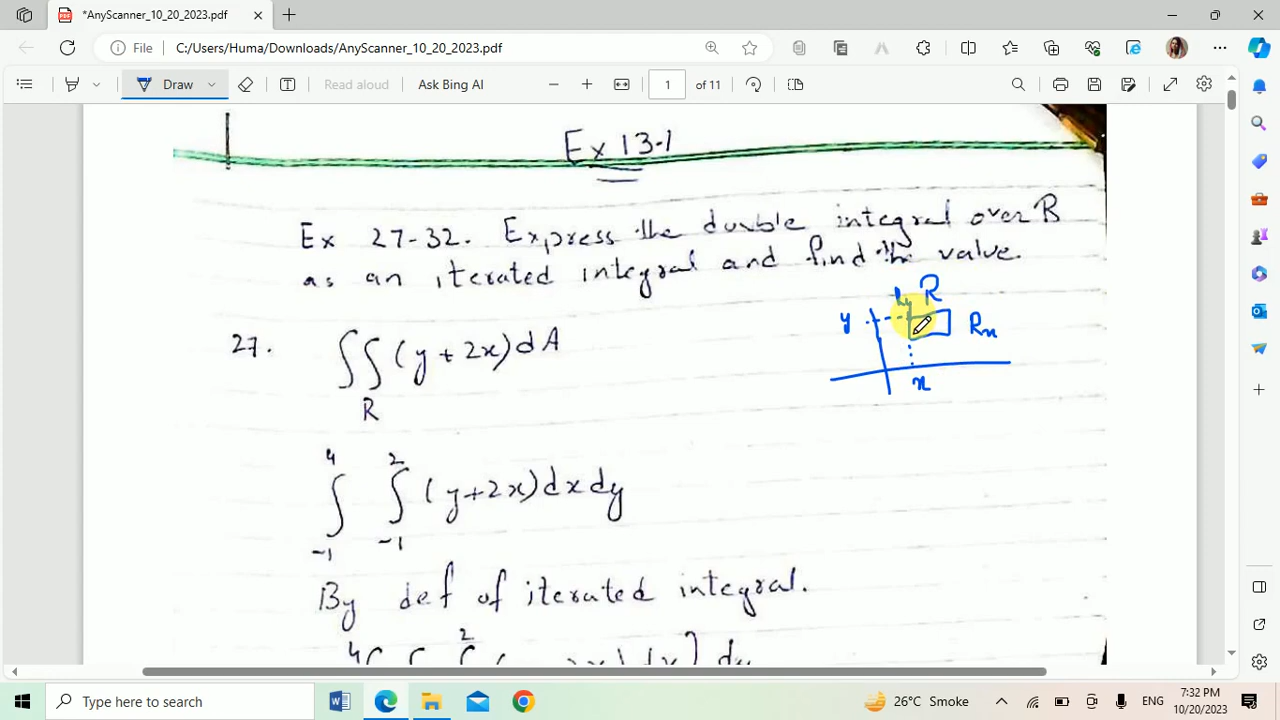 *AnyScanner_10_20_2023.pdf
File C:/Users/Huma/Downloads/AnyScanner_10_20_2023.pdf
Draw Read aloud Ask Bing AI 1 of 11
Ex 13.1
Ex 27-32. Express the double integral over R
as an iterated integral and find the value.
R
y Rx
x
27. ∬ (y + 2x) dA
R
4 2
∫ ∫ (y+2x) dx dy
-1 -1
By def of iterated integral.
Type here to search
26°C Smoke
ENG
7:32 PM
10/20/2023